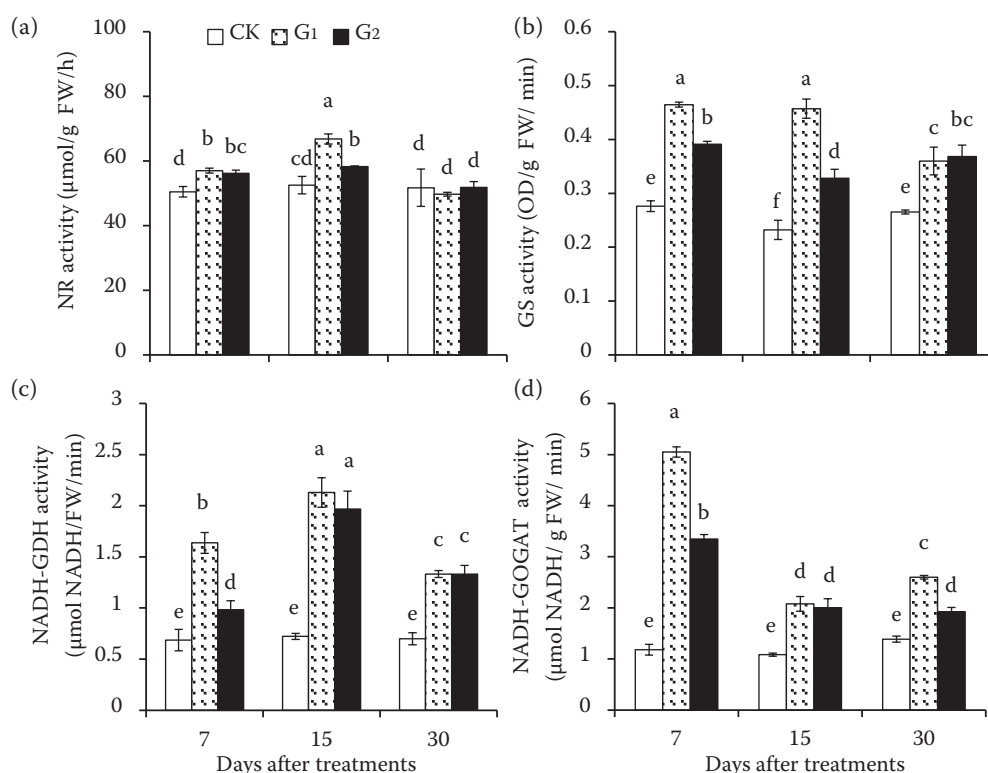 (a)
CK G1 G2
NR activity (µmol/g FW/h)
100
80
60
40
20
0
d b bc
cd a b
d d d
(b)
GS activity (OD/g FW/ min)
0.6
0.5
0.4
0.3
0.2
0.1
0
e a b
f a d
e c bc
(c)
NADH-GDH activity
(µmol NADH/FW/min)
3
2.5
2
1.5
1
0.5
0
e b d
e a a
e c c
7 15 30
Days after treatments
(d)
NADH-GOGAT activity
(µmol NADH/ g FW/ min)
6
5
4
3
2
1
0
e a b
e d d
e c d
7 15 30
Days after treatments